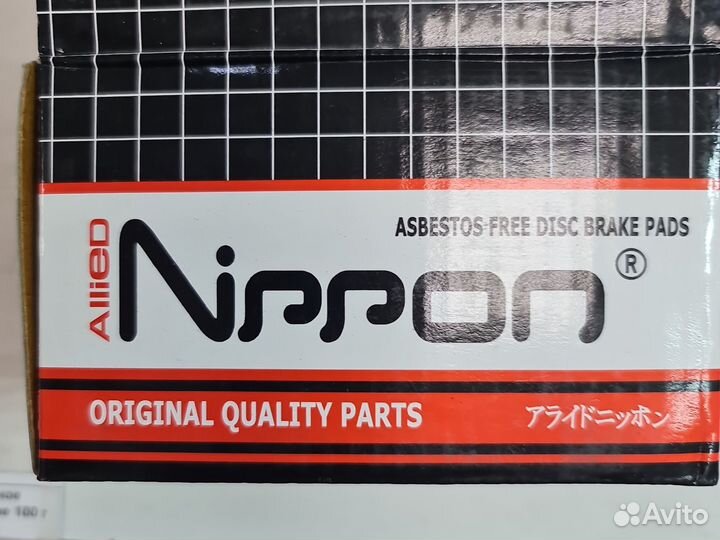 ASBESTOS-FREE DISC BRAKE PADS
AllieD
Nippon®
ORIGINAL QUALITY PARTS
アライドニッポン
100 г
Avito